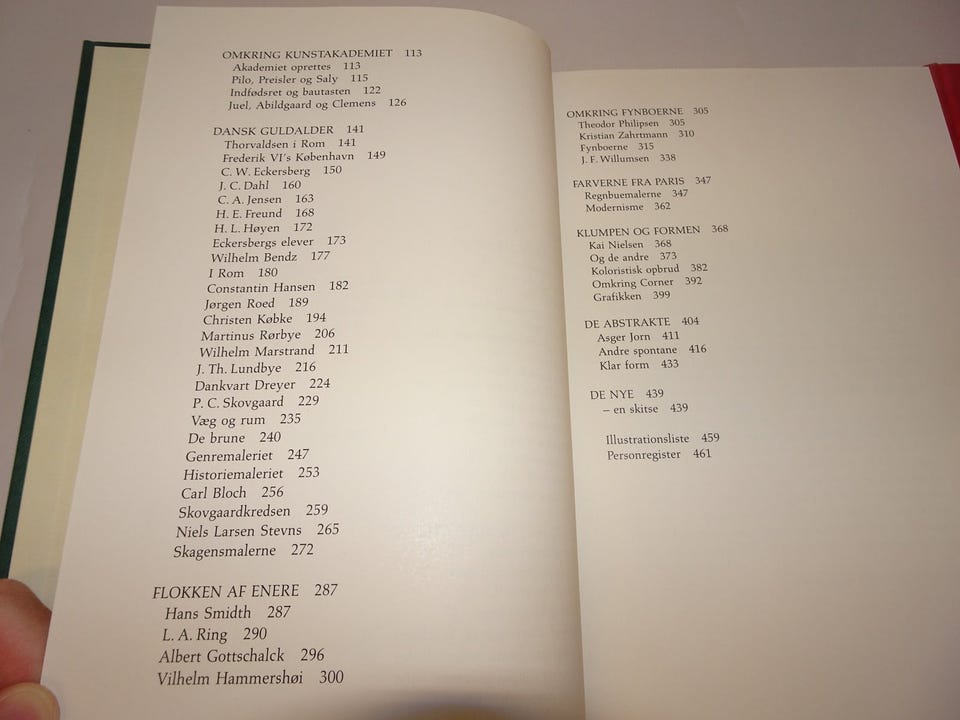 OMKRING KUNSTAKADEMIET 113
Akademiet oprettes 113
Pilo, Preisler og Saly 115
Indfødsret og bautasten 122
Juel, Abildgaard og Clemens 126
DANSK GULDALDER 141
Thorvaldsen i Rom 141
Frederik VI's København 149
C. W. Eckersberg 150
J. C. Dahl 160
C. A. Jensen 163
H. E. Freund 168
H. L. Høyen 172
Eckersbergs elever 173
Wilhelm Bendz 177
I Rom 180
Constantin Hansen 182
Jørgen Roed 189
Christen Købke 194
Martinus Rørbye 206
Wilhelm Marstrand 211
J. Th. Lundbye 216
Dankvart Dreyer 224
P. C. Skovgaard 229
Væg og rum 235
De brune 240
Genremaleriet 247
Historiemaleriet 253
Carl Bloch 256
Skovgaardkredsen 259
Niels Larsen Stevns 265
Skagensmalerne 272
FLOKKEN AF ENERE 287
Hans Smidth 287
L. A. Ring 290
Albert Gottschalck 296
Vilhelm Hammershøi 300
OMKRING FYNBOERNE 305
Theodor Philipsen 305
Kristian Zahrtmann 310
Fynboerne 315
J. F. Willumsen 338
FARVERNE FRA PARIS 347
Regnbuemalerne 347
Modernisme 362
KLUMPEN OG FORMEN 368
Kai Nielsen 368
Og de andre 373
Koloristisk opbrud 382
Omkring Corner 392
Grafikken 399
DE ABSTRAKTE 404
Asger Jorn 411
Andre spontane 416
Klar form 433
DE NYE 439
– en skitse 439
Illustrationsliste 459
Personregister 461